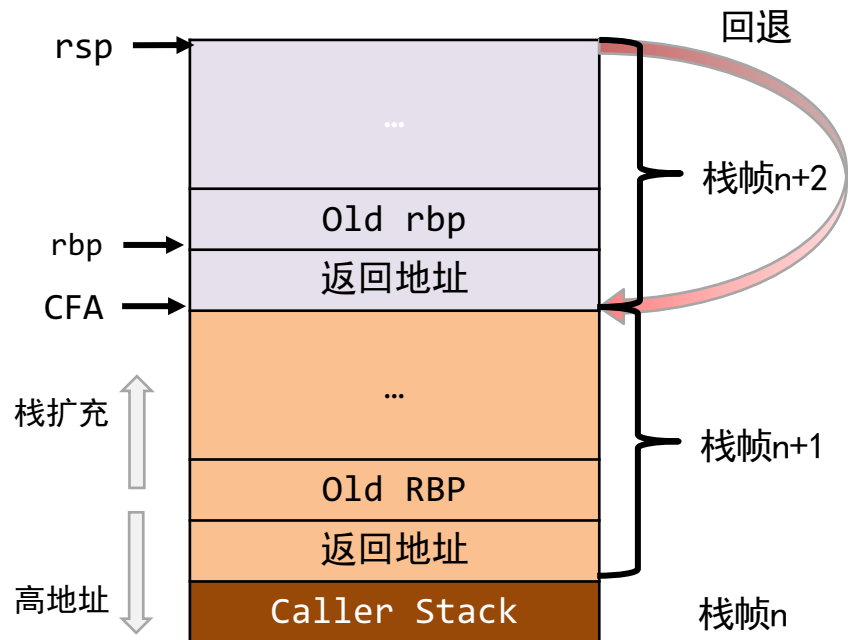 回退
rsp
…
栈帧n+2
Old rbp
rbp
返回地址
CFA
…
栈扩充
栈帧n+1
Old RBP
返回地址
高地址
Caller Stack
栈帧n